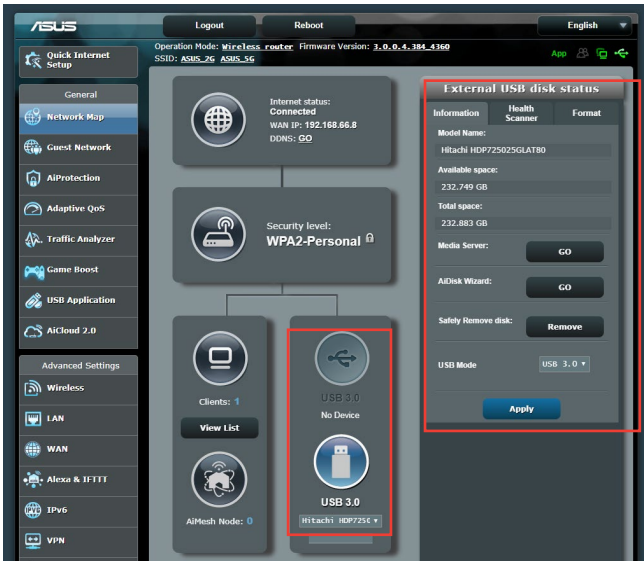 ASUS
Logout
Reboot
English
Quick Internet
Setup
Operation Mode: Wireless router Firmware Version: 3.0.0.4.384_4360
SSID: ASUS_2G ASUS_5G
App
General
Network Map
Guest Network
AiProtection
Adaptive QoS
Traffic Analyzer
Game Boost
USB Application
AiCloud 2.0
Advanced Settings
Wireless
LAN
WAN
Alexa & IFTTT
IPv6
VPN
Internet status:
Connected
WAN IP: 192.168.66.8
DDNS: GO
Security level:
WPA2-Personal
Clients: 1
View List
AiMesh Node: 0
USB 3.0
No Device
USB 3.0
Hitachi HDP725C
External USB disk status
Information
Health
Scanner
Format
Model Name:
Hitachi HDP725025GLAT80
Available space:
232.749 GB
Total space:
232.883 GB
Media Server:
GO
AiDisk Wizard:
GO
Safely Remove disk:
Remove
USB Mode
USB 3.0
Apply